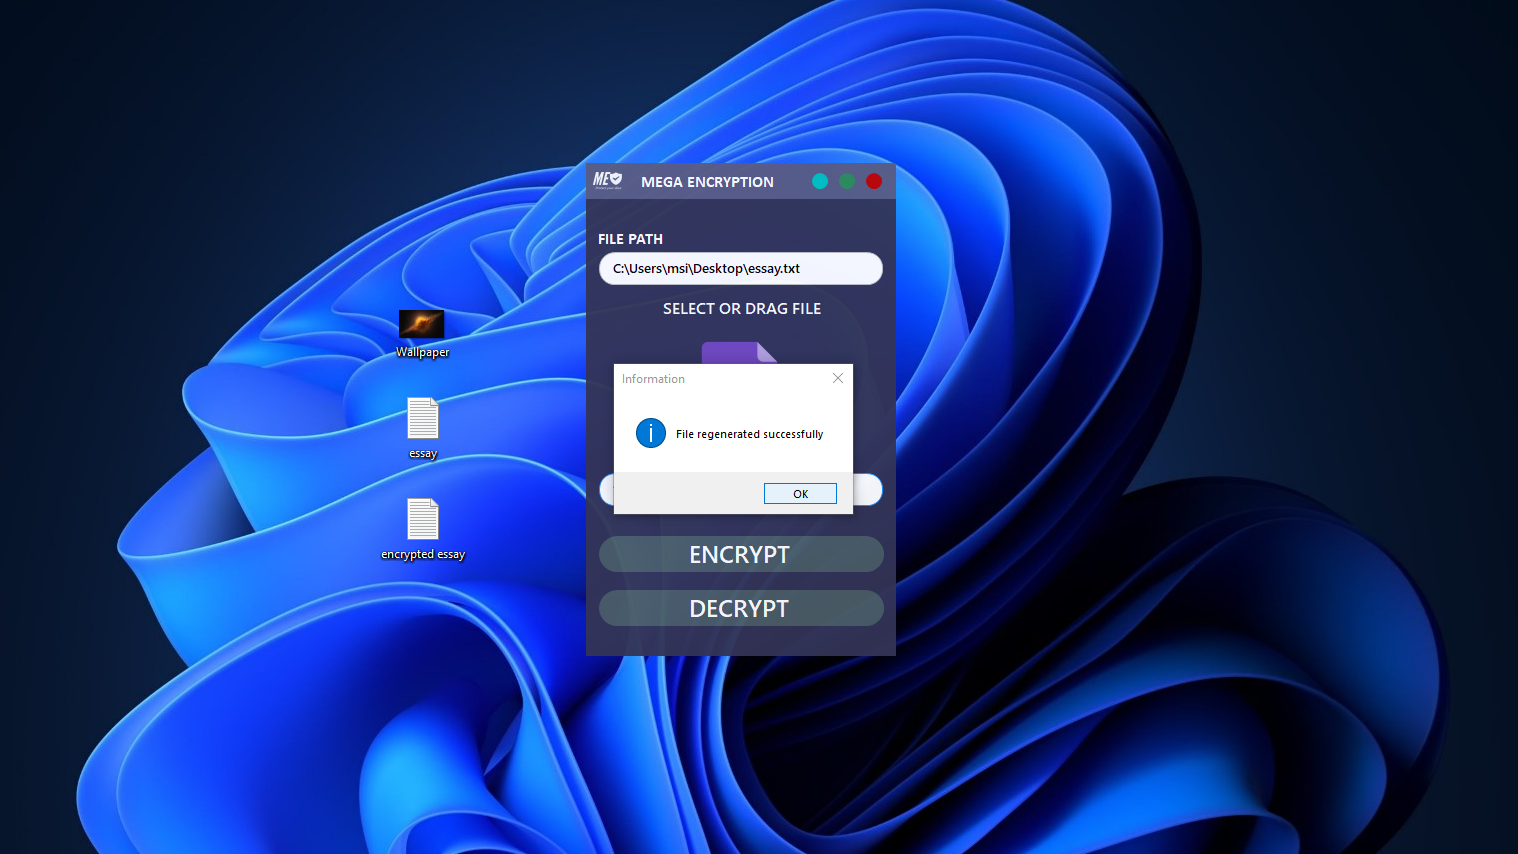 ME
MEGA ENCRYPTION
FILE PATH
C:\Users\msi\Desktop\essay.txt
SELECT OR DRAG FILE
Wallpaper
Information
File regenerated successfully
essay
OK
encrypted essay
ENCRYPT
DECRYPT